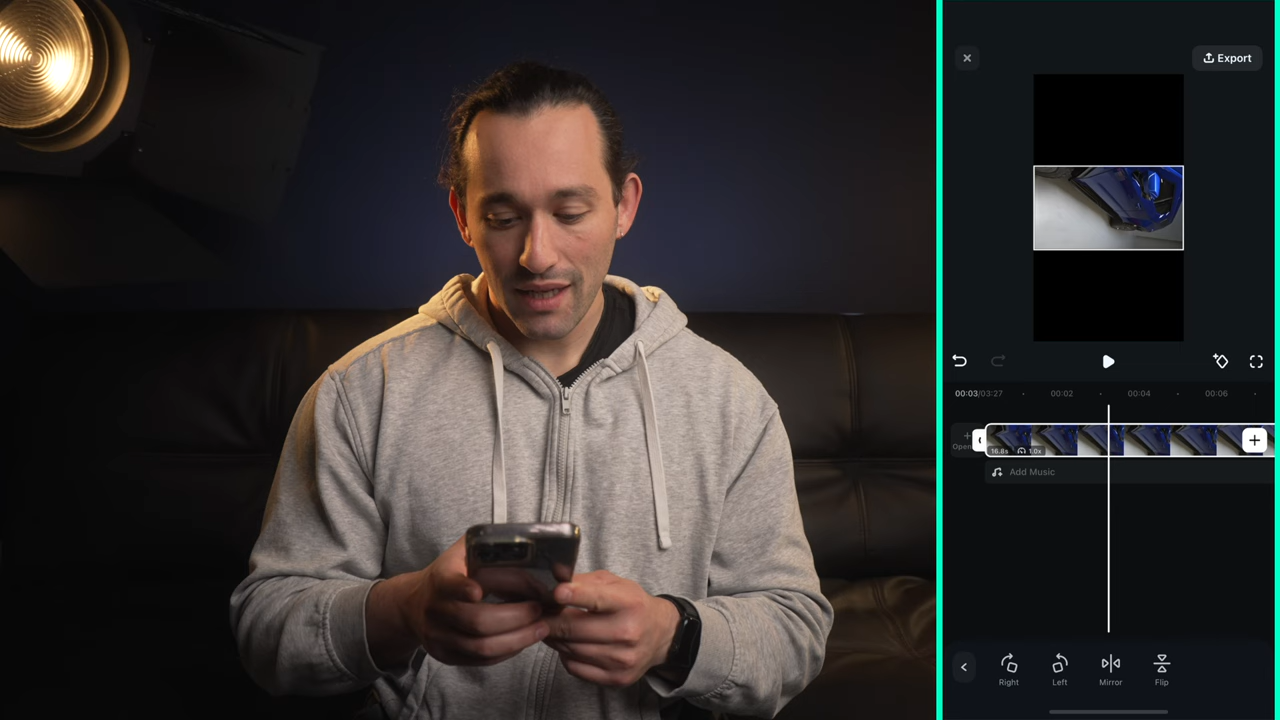 Export
00:03/03:27
00:02
00:04
00:06
Open
16.8s
1.0x
Add Music
Right
Left
Mirror
Flip